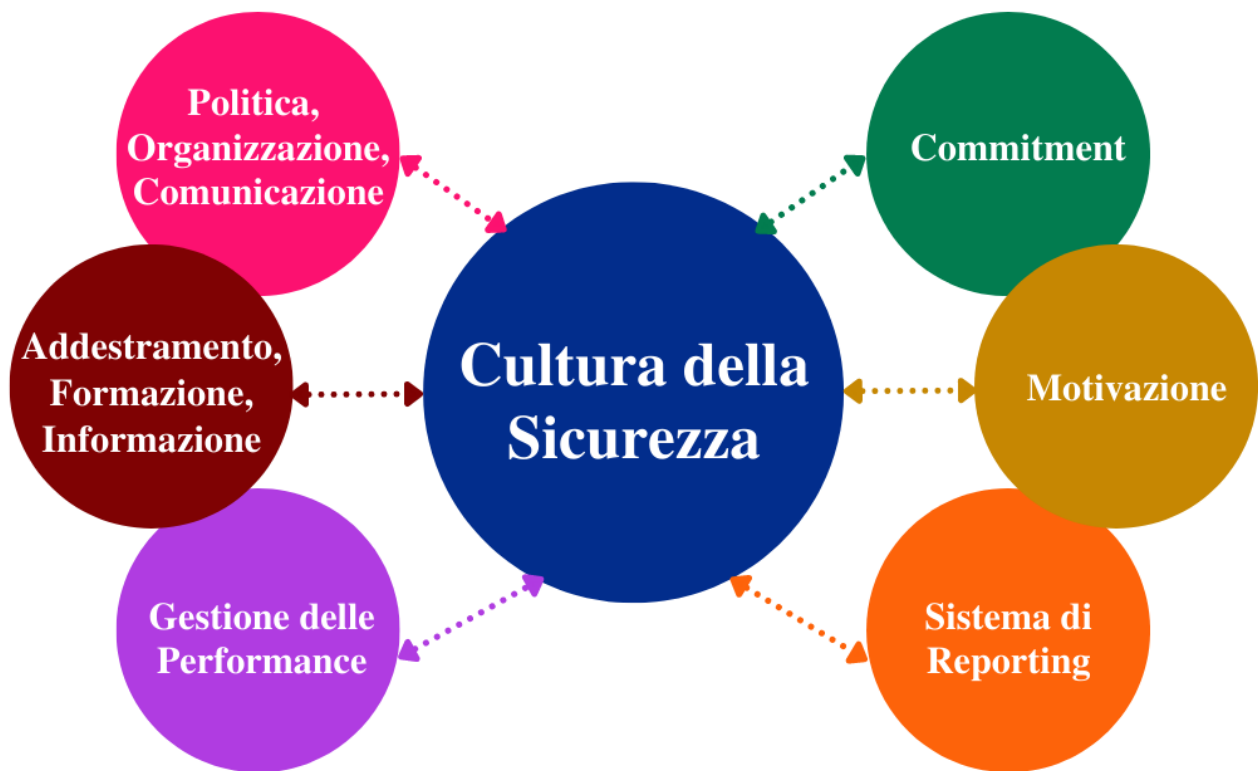 Politica,
Organizzazione,
Comunicazione
Commitment
Addestramento,
Formazione,
Informazione
Cultura della
Sicurezza
Motivazione
Gestione delle
Performance
Sistema di
Reporting